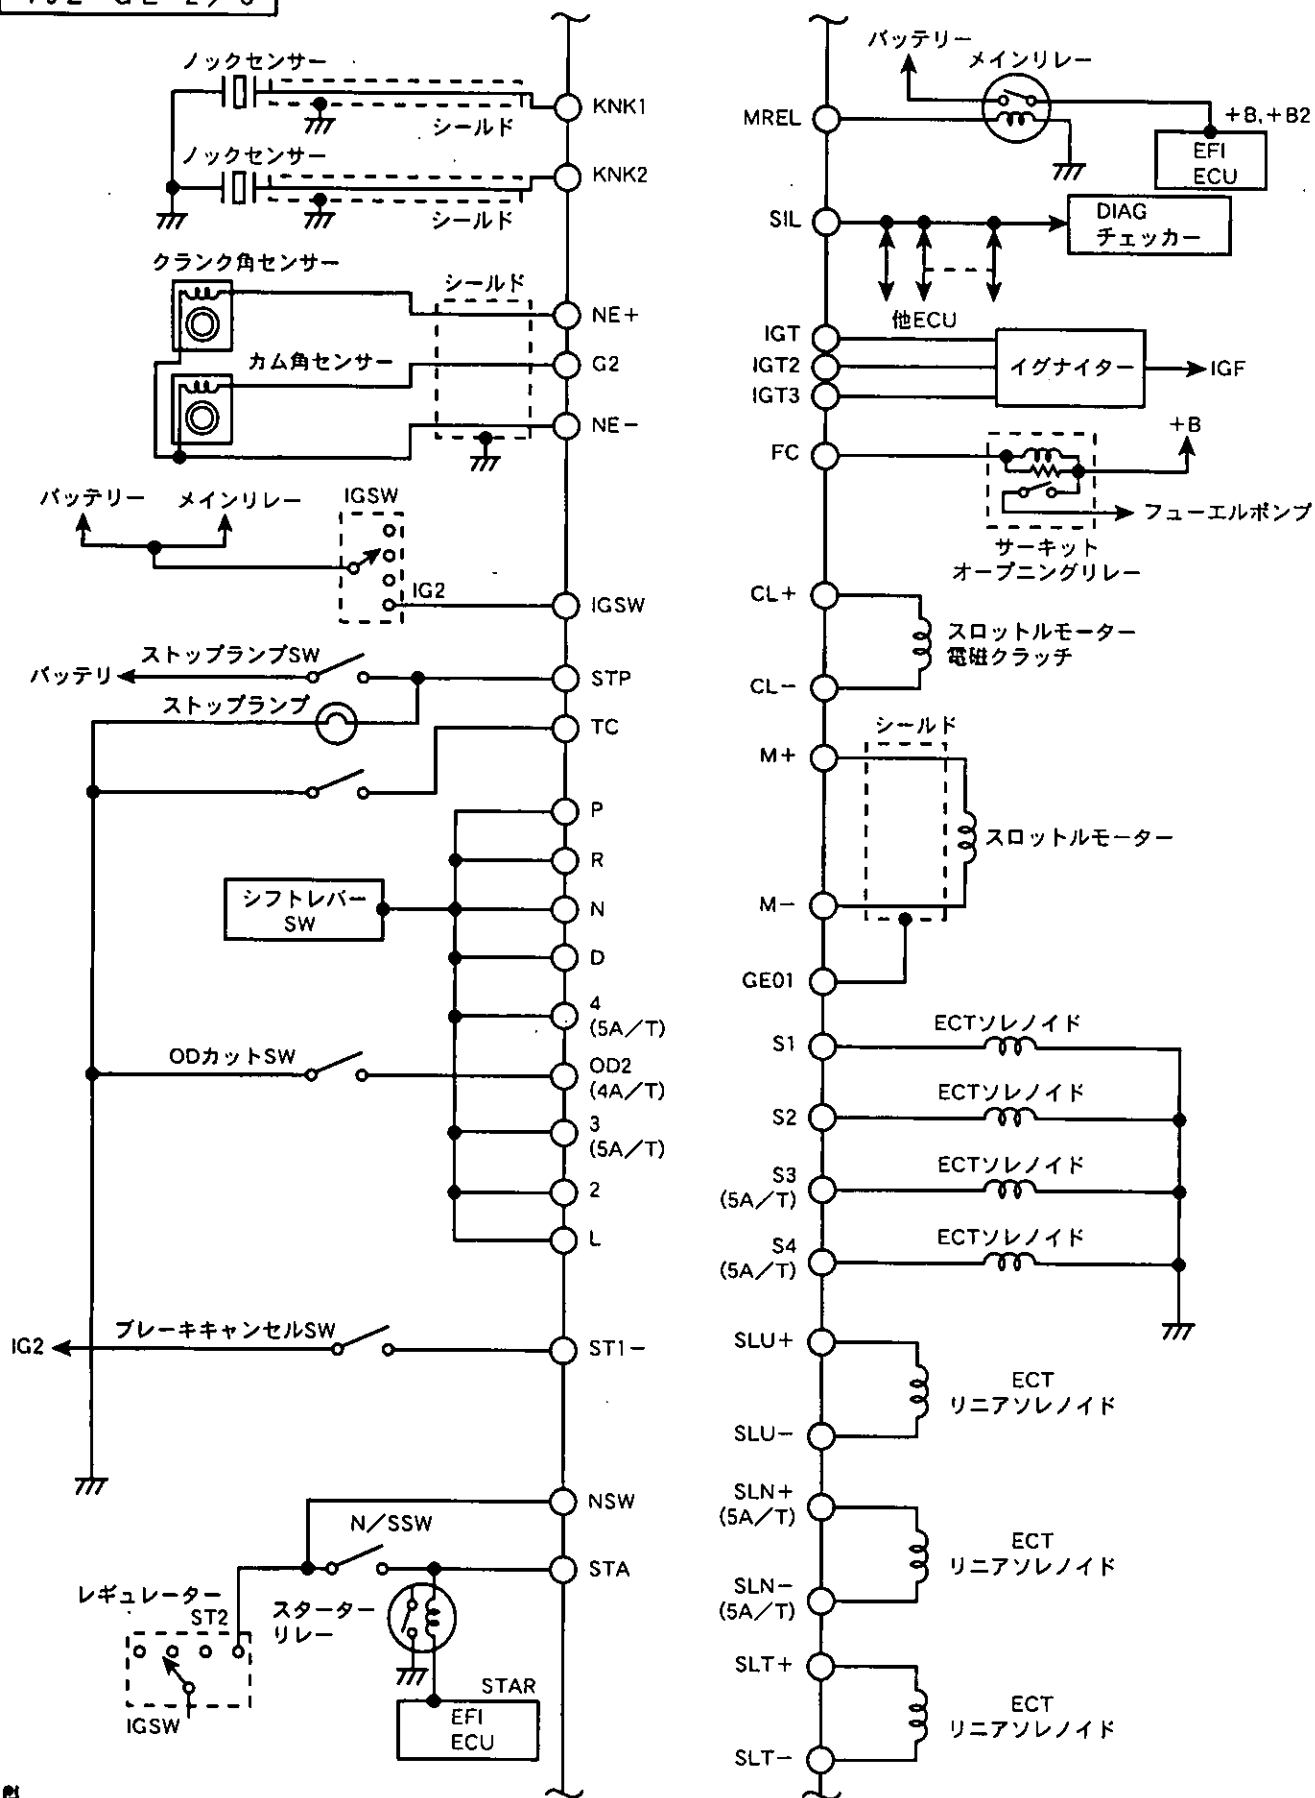 ノックセンサー
シールド
KNK1
ノックセンサー
シールド
KNK2
クランク角センサー
シールド
NE+
カム角センサー
G2
NE-
バッテリー
メインリレー
IGSW
IG2
IGSW
ストップランプSW
バッテリ
STP
ストップランプ
TC
P
R
シフトレバー
SW
N
D
4
(5A/T)
ODカットSW
OD2
(4A/T)
3
(5A/T)
2
L
IG2
ブレーキキャンセルSW
ST1-
NSW
N/SSW
STA
レギュレーター
ST2
スターター
リレー
IGSW
STAR
EFI
ECU
バッテリー
メインリレー
MREL
+B,+B2
EFI
ECU
SIL
DIAG
チェッカー
他ECU
IGT
IGT2
IGT3
イグナイター
IGF
FC
+B
フューエルポンプ
サーキット
オープニングリレー
CL+
スロットルモーター
電磁クラッチ
CL-
シールド
M+
スロットルモーター
M-
GE01
S1
ECTソレノイド
S2
ECTソレノイド
S3
(5A/T)
ECTソレノイド
S4
(5A/T)
ECTソレノイド
SLU+
ECT
リニアソレノイド
SLU-
SLN+
(5A/T)
ECT
リニアソレノイド
SLN-
(5A/T)
SLT+
ECT
リニアソレノイド
SLT-